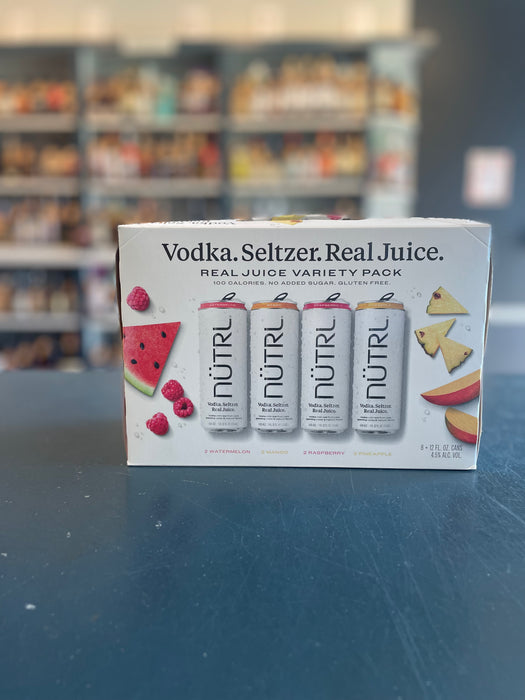 Vodka. Seltzer. Real Juice.
REAL JUICE VARIETY PACK
100 CALORIES. NO ADDED SUGAR. GLUTEN FREE.
NÜTRL
NÜTRL
NÜTRL
NÜTRL
Vodka. Seltzer.
Real Juice.
Vodka. Seltzer.
Real Juice.
Vodka. Seltzer.
Real Juice.
Vodka. Seltzer.
Real Juice.
2 WATERMELON 2 MANGO 2 RASPBERRY 2 PINEAPPLE
8 • 12 FL. OZ. CANS
4.5% ALC. VOL.